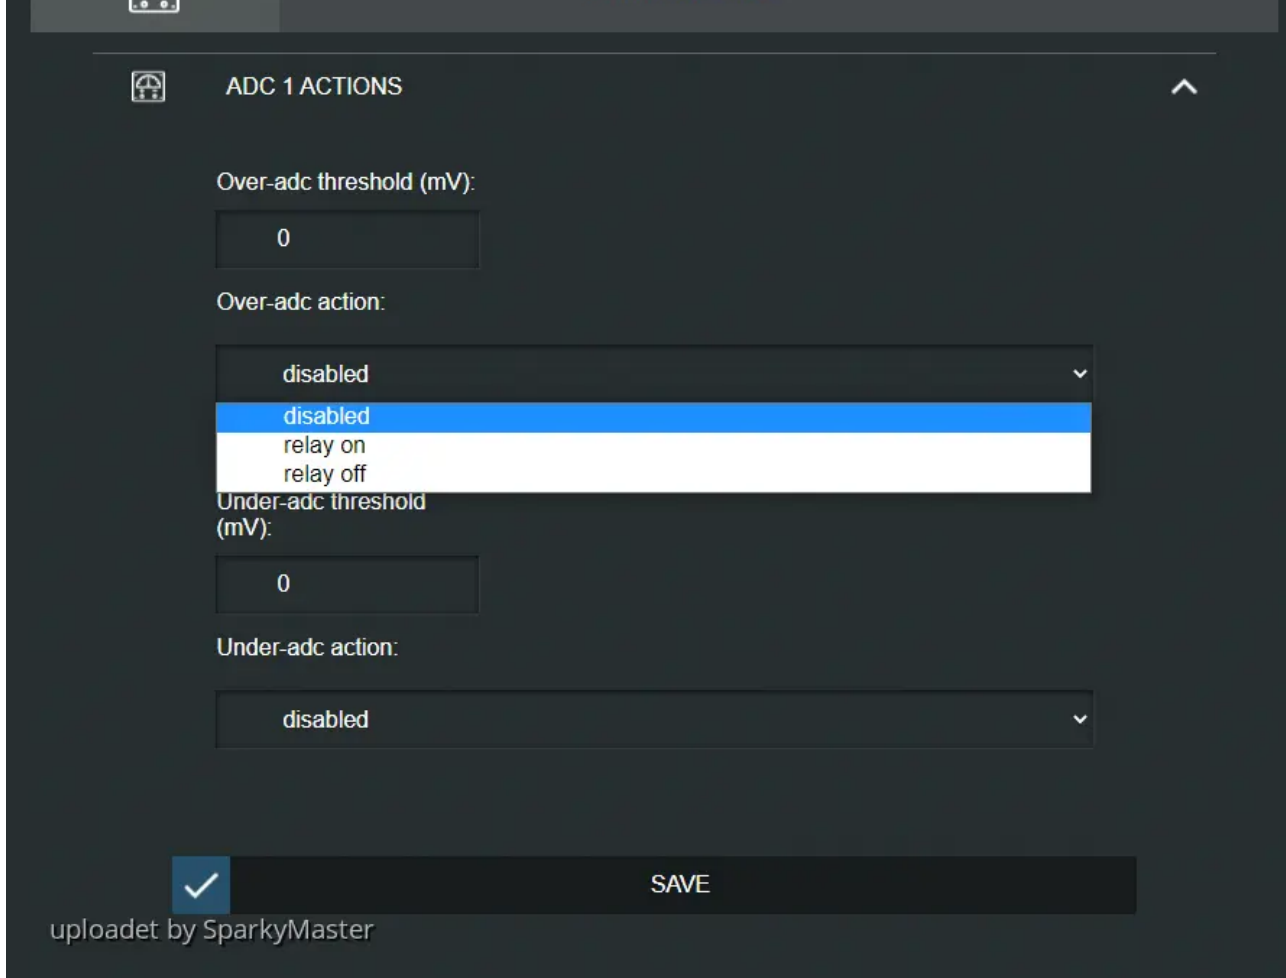 ADC 1 ACTIONS
Over-adc threshold (mV):
0
Over-adc action:
disabled
disabled
relay on
relay off
Under-adc threshold
(mV):
0
Under-adc action:
disabled
SAVE
uploadet by SparkyMaster